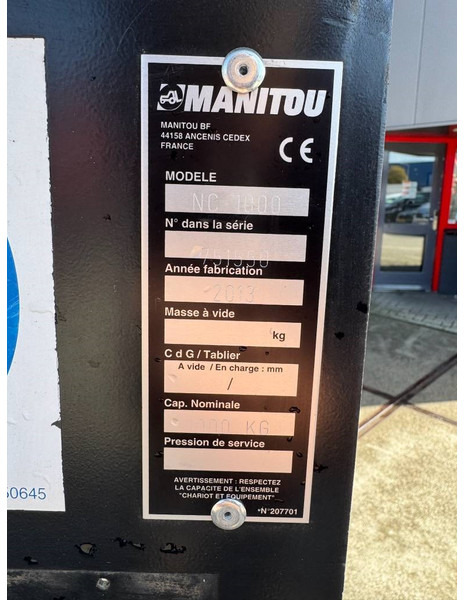 MANITOU
MANITOU BF
44158 ANCENIS CEDEX
FRANCE
CE
MODELE
NC
N° dans la série
Année fabrication
2013
Masse à vide
kg
C d G / Tablier
A vide / En charge : mm
/
Cap. Nominale
KG
Pression de service
AVERTISSEMENT : RESPECTEZ
LA CAPACITE DE L'ENSEMBLE
"CHARIOT ET EQUIPEMENT"
*N°207701
60645